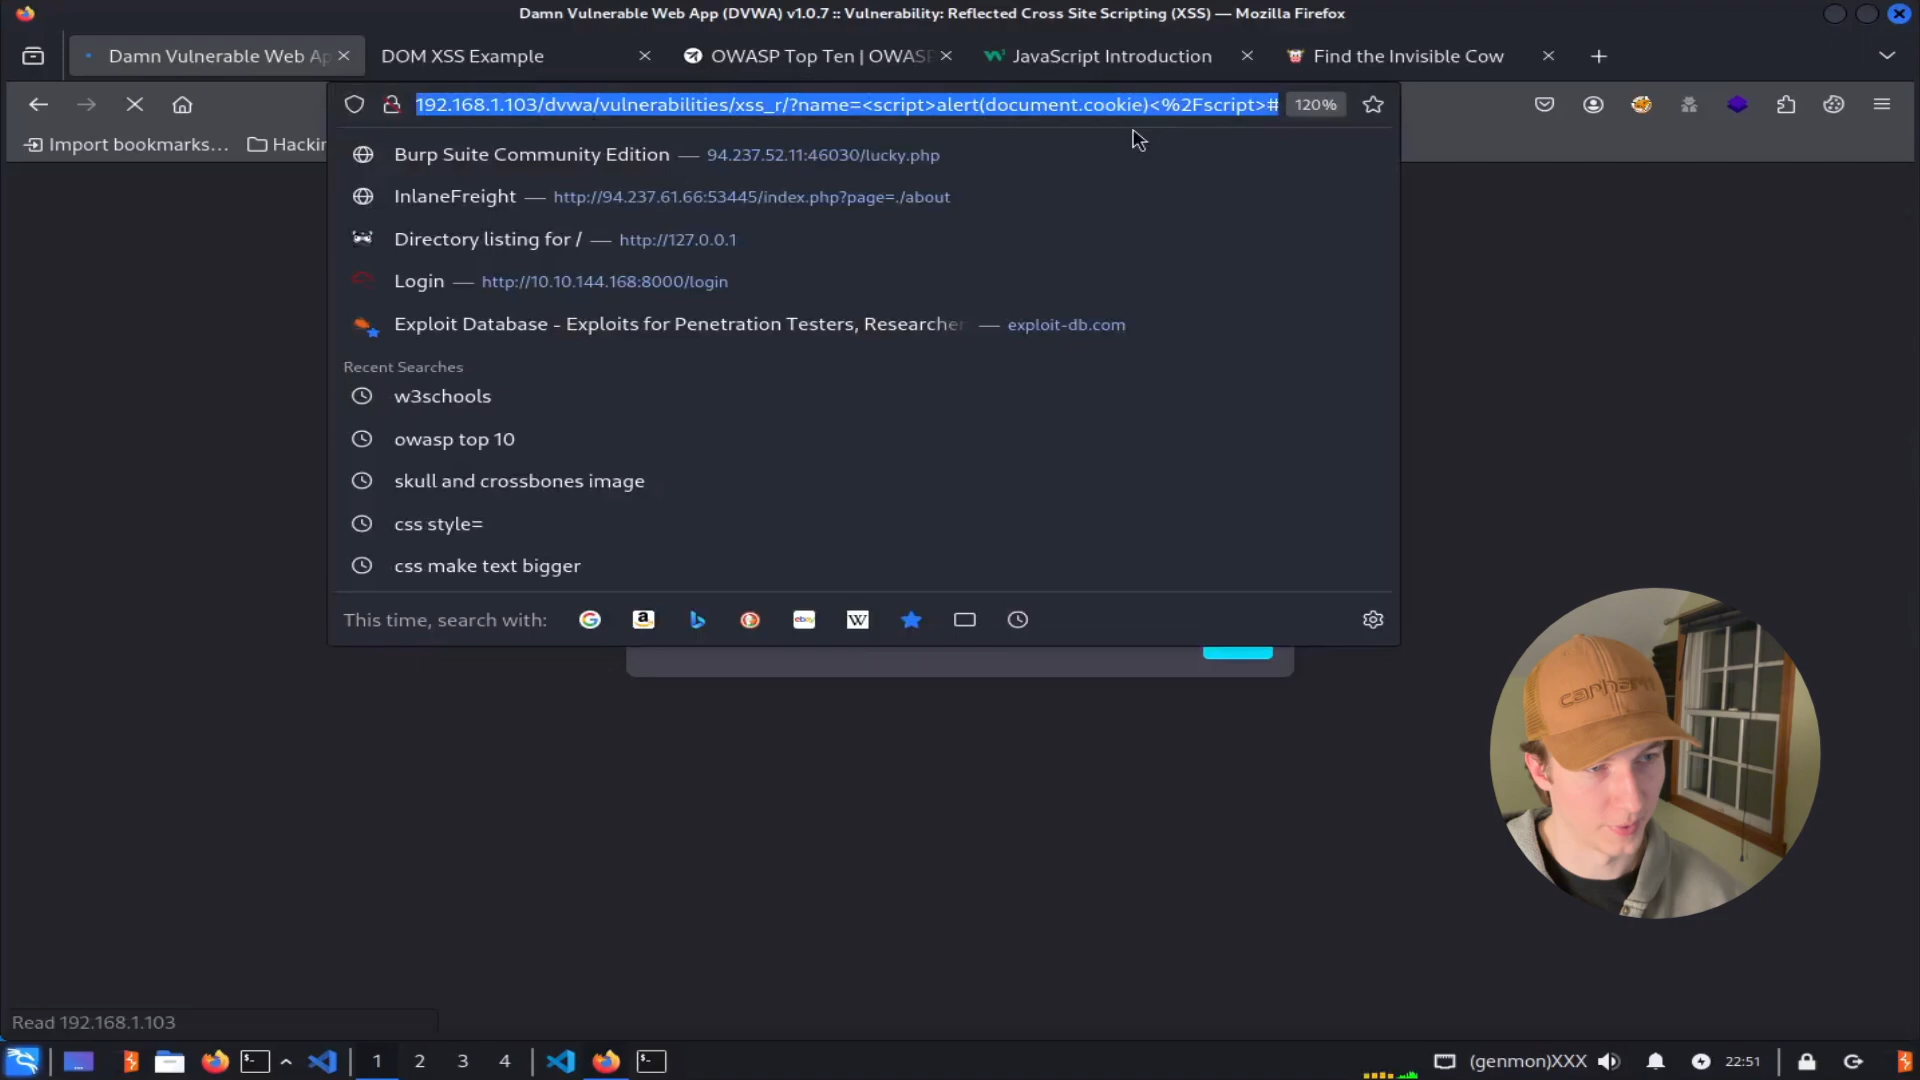 Damn Vulnerable Web App (DVWA) v1.0.7 :: Vulnerability: Reflected Cross Site Scripting (XSS) — Mozilla Firefox
Damn Vulnerable Web Ap
DOM XSS Example
OWASP Top Ten | OWAS
JavaScript Introduction
Find the Invisible Cow
192.168.1.103/dvwa/vulnerabilities/xss_r/?name=<script>alert(document.cookie)<%2Fscript>#
120%
Import bookmarks...
Hackin
Burp Suite Community Edition — 94.237.52.11:46030/lucky.php
InlaneFreight — http://94.237.61.66:53445/index.php?page=./about
Directory listing for / — http://127.0.0.1
Login — http://10.10.144.168:8000/login
Exploit Database - Exploits for Penetration Testers, Researcher — exploit-db.com
Recent Searches
w3schools
owasp top 10
skull and crossbones image
css style=
css make text bigger
This time, search with:
carhartt
Read 192.168.1.103
1 2 3 4
(genmon)XXX
22:51